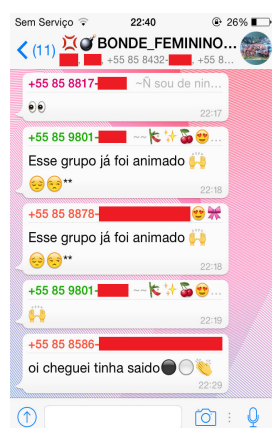 Sem Serviço 22:40 26%
(11) 💢💣BONDE_FEMININO...
+55 85 8432- , +55 8...
+55 85 8817- ~Ñ sou de nin...
👀
22:17
+55 85 9801- ~ 🎋✨🍒😍...
Esse grupo já foi animado 🙌
😔😒**
22:18
+55 85 8878- 😍🎀
Esse grupo já foi animado 🙌
😔😒**
22:18
+55 85 9801- ~ 🎋✨🍒😍...
🙌
22:19
+55 85 8586-
oi cheguei tinha saido⚫⚪👏
22:29